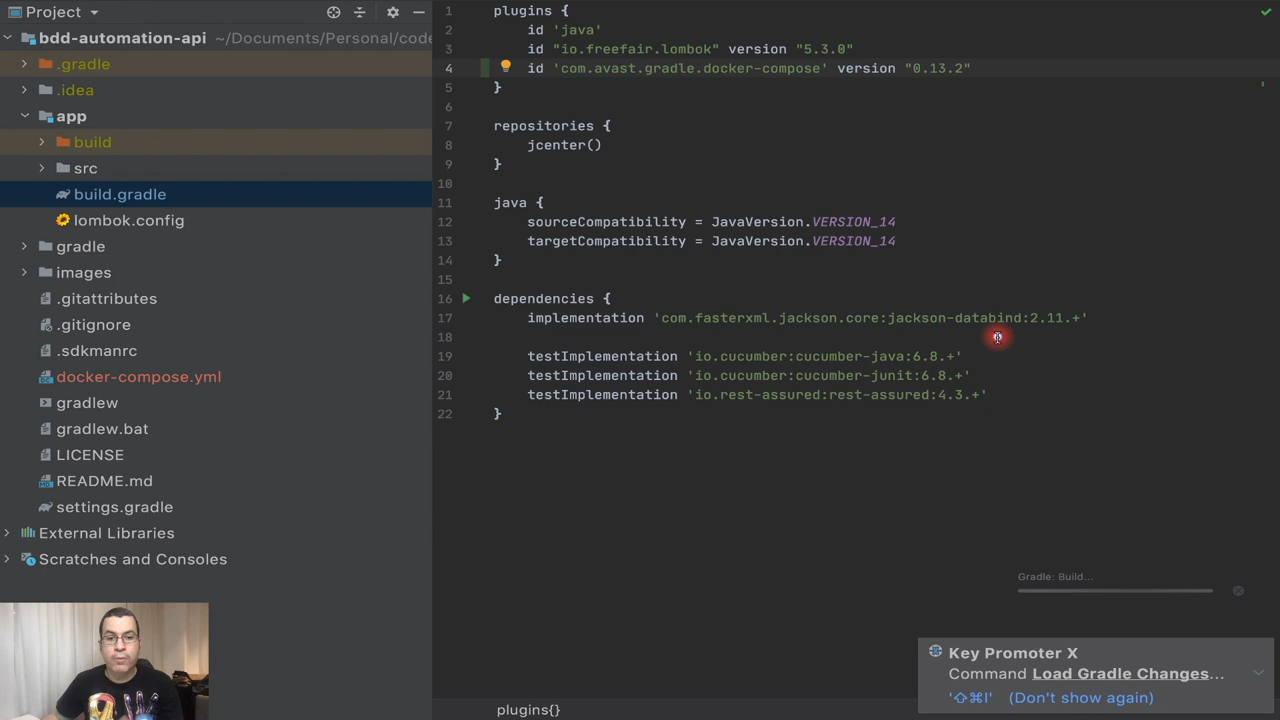 Project
bdd-automation-api ~/Documents/Personal/code
.gradle
.idea
app
build
src
build.gradle
lombok.config
gradle
images
.gitattributes
.gitignore
.sdkmanrc
docker-compose.yml
gradlew
gradlew.bat
LICENSE
README.md
settings.gradle
External Libraries
Scratches and Consoles
1 plugins {
2 id 'java'
3 id "io.freefair.lombok" version "5.3.0"
4 id 'com.avast.gradle.docker-compose' version "0.13.2"
5 }
6
7 repositories {
8 jcenter()
9 }
10
11 java {
12 sourceCompatibility = JavaVersion.VERSION_14
13 targetCompatibility = JavaVersion.VERSION_14
14 }
15
16 dependencies {
17 implementation 'com.fasterxml.jackson.core:jackson-databind:2.11.+'
18
19 testImplementation 'io.cucumber:cucumber-java:6.8.+'
20 testImplementation 'io.cucumber:cucumber-junit:6.8.+'
21 testImplementation 'io.rest-assured:rest-assured:4.3.+'
22 }
Gradle: Build...
Key Promoter X
Command Load Gradle Changes...
'⇧⌘I' (Don't show again)
plugins{}